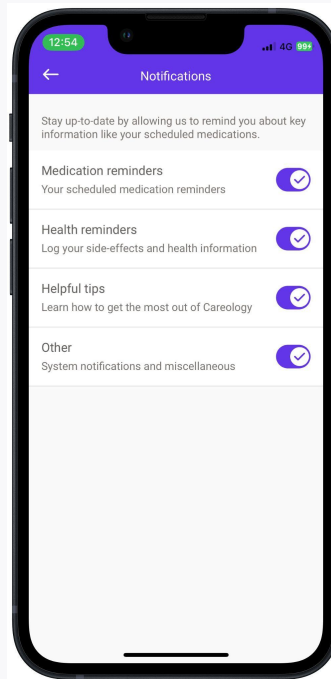 12:54
4G 99+
Notifications
Stay up-to-date by allowing us to remind you about key
information like your scheduled medications.
Medication reminders
Your scheduled medication reminders
Health reminders
Log your side-effects and health information
Helpful tips
Learn how to get the most out of Careology
Other
System notifications and miscellaneous